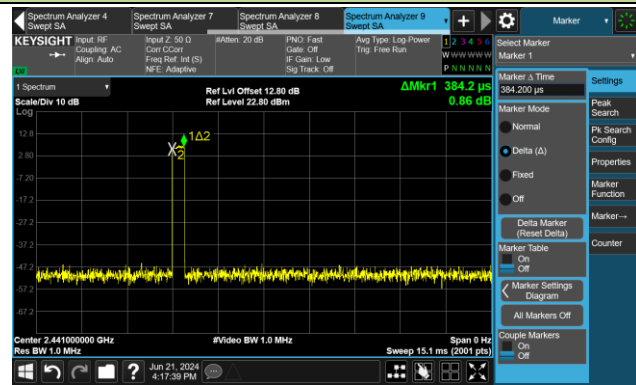 Spectrum Analyzer 4
Swept SA
Spectrum Analyzer 7
Swept SA
Spectrum Analyzer 8
Swept SA
Spectrum Analyzer 9
Swept SA
Marker
KEYSIGHT
Input: RF
Coupling: AC
Align: Auto
Input Z: 50 Ω
Corr CCorr
Freq Ref: Int (S)
NFE: Adaptive
#Atten: 20 dB
PNO: Fast
Gate: Off
IF Gain: Low
Sig Track: Off
Avg Type: Log-Power
Trig: Free Run
1 2 3 4 5 6
W W W W W W
P N N N N N
LW
Select Marker
Marker 1
1 Spectrum
Scale/Div 10 dB
Log
Ref Lvl Offset 12.80 dB
Ref Level 22.80 dBm
ΔMkr1 384.2 µs
0.86 dB
12.8
2.80
-7.20
-17.2
-27.2
-37.2
-47.2
-57.2
-67.2
1Δ2
2
Center 2.441000000 GHz
Res BW 1.0 MHz
#Video BW 1.0 MHz
Span 0 Hz
Sweep 15.1 ms (2001 pts)
Marker Δ Time
384.200 µs
Marker Mode
Normal
Delta (Δ)
Fixed
Off
Delta Marker
(Reset Delta)
Marker Table
On
Off
Marker Settings
Diagram
All Markers Off
Couple Markers
On
Off
Settings
Peak
Search
Pk Search
Config
Properties
Marker
Function
Marker→
Counter
Jun 21, 2024
4:17:39 PM